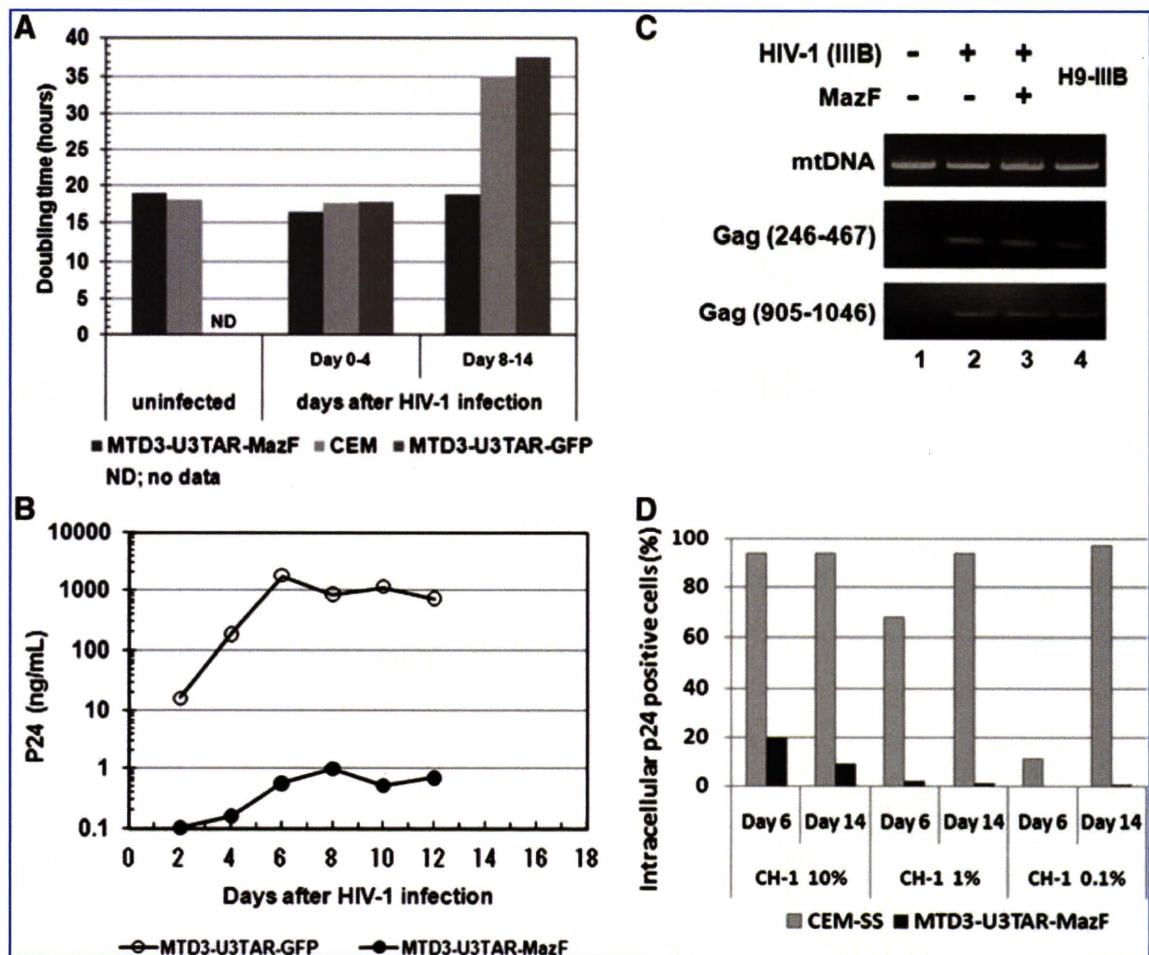 A
40
35
30
25
20
15
10
5
0
Doubling time (hours)
ND
Day 0-4
Day 8-14
uninfected
days after HIV-1 infection
MTD3-U3TAR-MazF CEM MTD3-U3TAR-GFP
ND; no data
B
10000
1000
100
10
1
0.1
P24 (ng/mL)
0 2 4 6 8 10 12 14 16 18
Days after HIV-1 infection
MTD3-U3TAR-GFP MTD3-U3TAR-MazF
C
HIV-1 (IIIB) - + +
H9-IIIB
MazF - - +
mtDNA
Gag (246-467)
Gag (905-1046)
1 2 3 4
D
100
80
60
40
20
0
Intracellular p24 positive cells (%)
Day 6 Day 14 Day 6 Day 14 Day 6 Day 14
CH-1 10% CH-1 1% CH-1 0.1%
CEM-SS MTD3-U3TAR-MazF